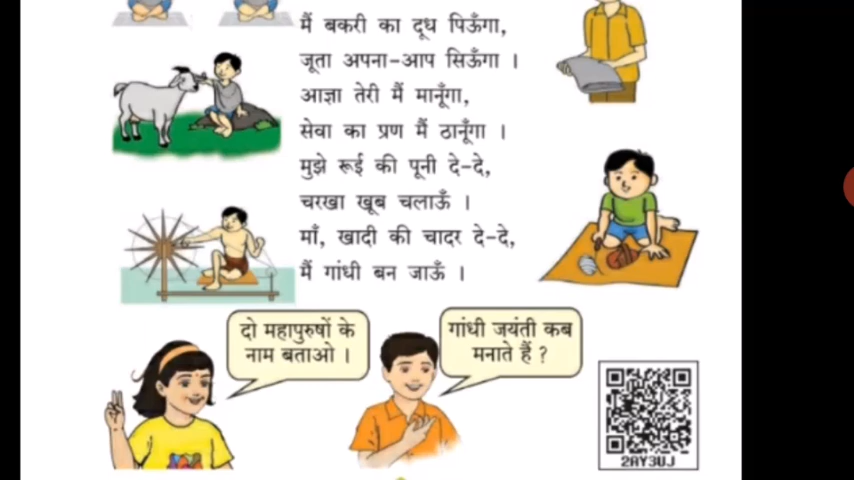 मैं बकरी का दूध पिऊँगा,
जूता अपना-आप सिऊँगा ।
आज्ञा तेरी मैं मानूँगा,
सेवा का प्रण मैं ठानूँगा ।
मुझे रूई की पूनी दे-दे,
चरखा खूब चलाऊँ ।
माँ, खादी की चादर दे-दे,
मैं गांधी बन जाऊँ ।
दो महापुरुषों के
नाम बताओ ।
गांधी जयंती कब
मनाते हैं ?
2AY3UJ